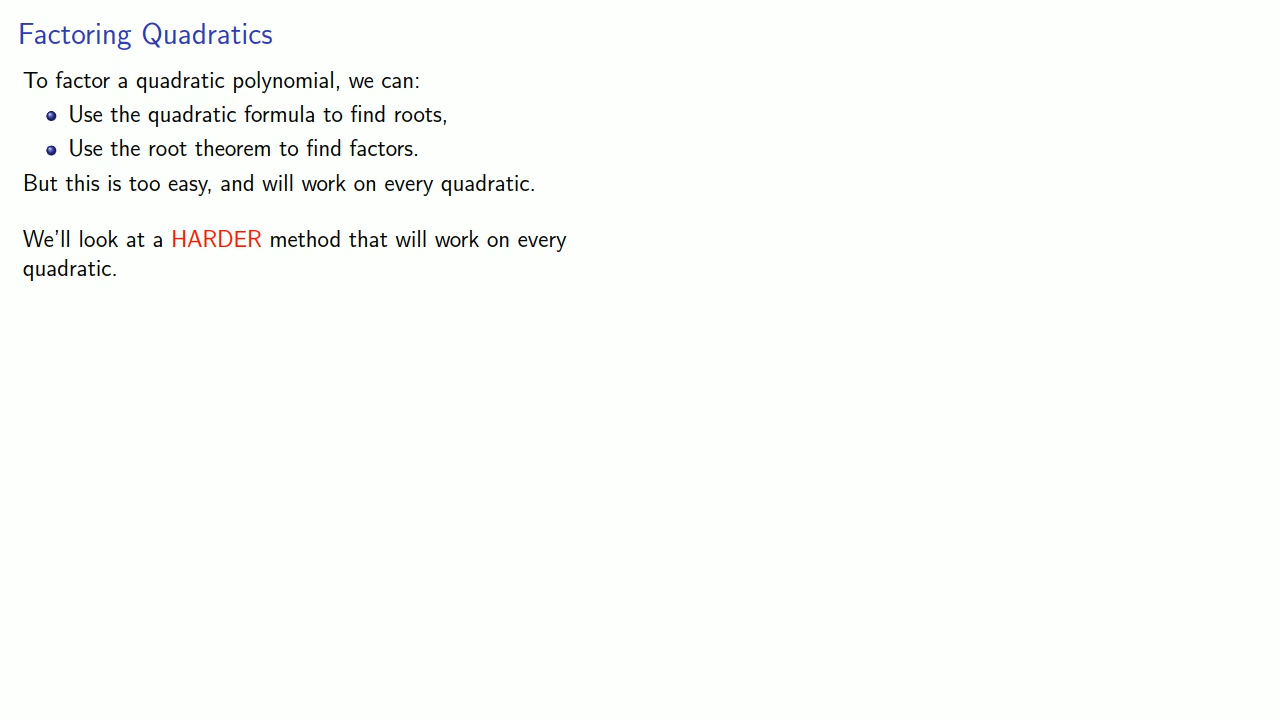 Factoring Quadratics
To factor a quadratic polynomial, we can:
Use the quadratic formula to find roots,
Use the root theorem to find factors.
But this is too easy, and will work on every quadratic.
We'll look at a HARDER method that will work on every
quadratic.